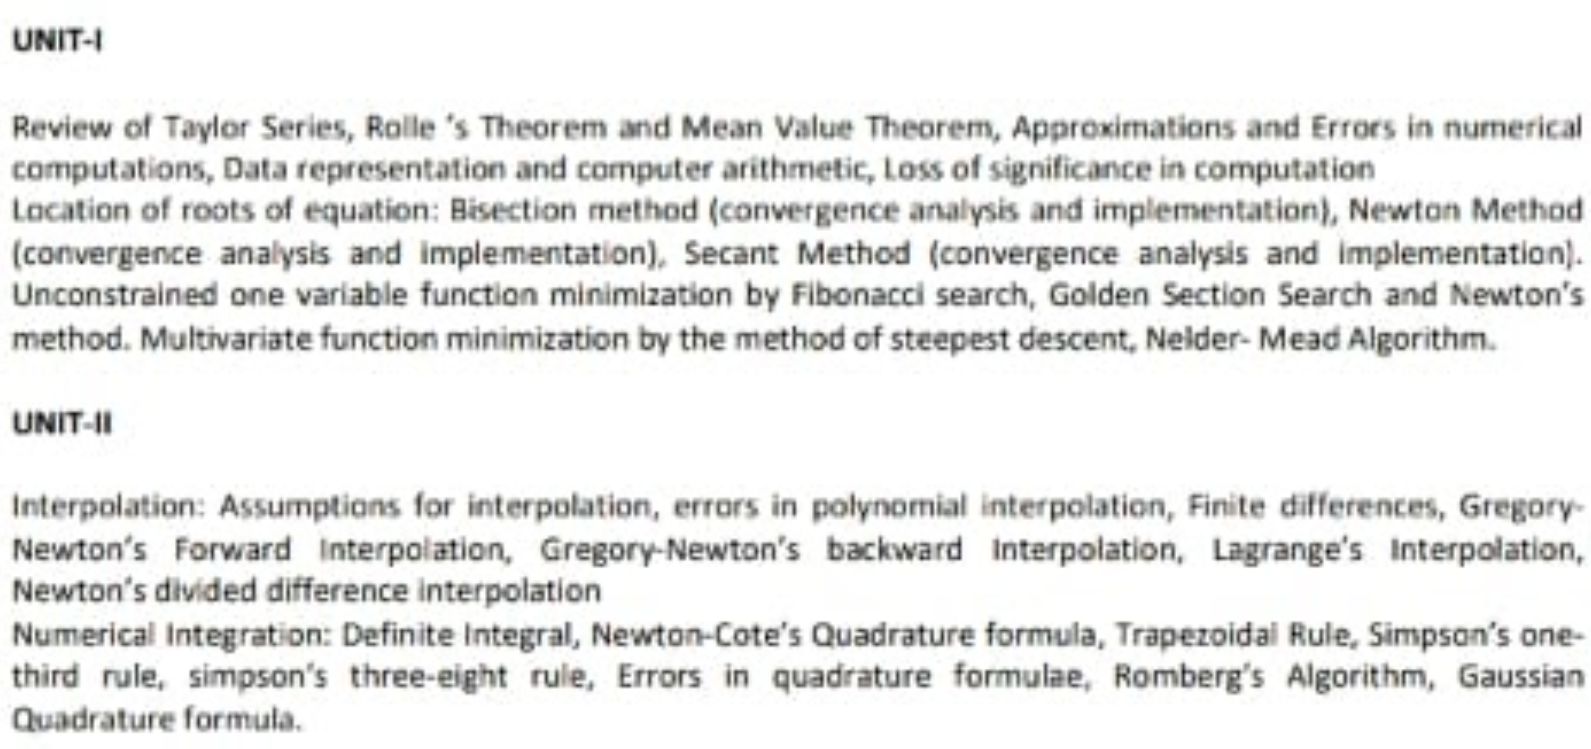 UNIT-I
Review of Taylor Series, Rolle 's Theorem and Mean Value Theorem, Approximations and Errors in numerical
computations, Data representation and computer arithmetic, Loss of significance in computation
Location of roots of equation: Bisection method (convergence analysis and implementation), Newton Method
(convergence analysis and implementation), Secant Method (convergence analysis and implementation).
Unconstrained one variable function minimization by Fibonacci search, Golden Section Search and Newton's
method. Multivariate function minimization by the method of steepest descent, Nelder- Mead Algorithm.
UNIT-II
Interpolation: Assumptions for interpolation, errors in polynomial interpolation, Finite differences, Gregory-
Newton's Forward Interpolation, Gregory-Newton's backward Interpolation, Lagrange's Interpolation,
Newton's divided difference interpolation
Numerical Integration: Definite Integral, Newton-Cote's Quadrature formula, Trapezoidal Rule, Simpson's one-
third rule, simpson's three-eight rule, Errors in quadrature formulae, Romberg's Algorithm, Gaussian
Quadrature formula.